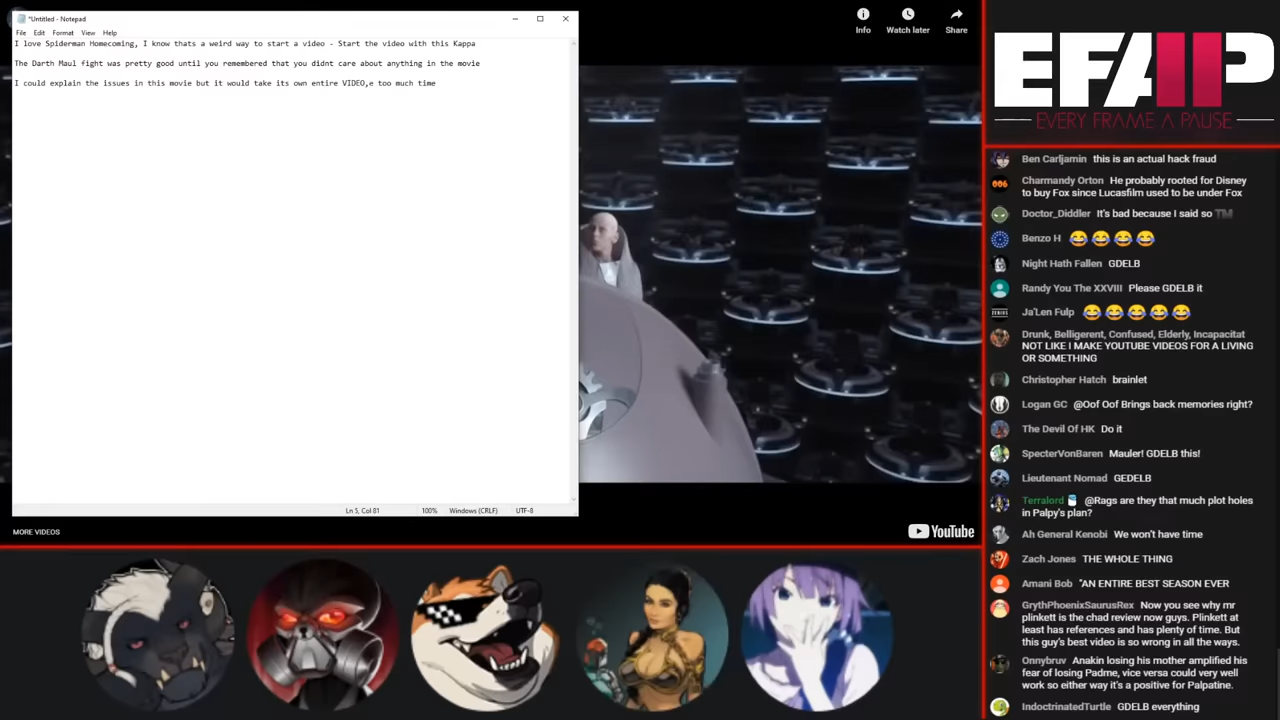 *Untitled - Notepad
File Edit Format View Help
I love Spiderman Homecoming, I know thats a weird way to start a video - Start the video with this Kappa
The Darth Maul fight was pretty good until you remembered that you didnt care about anything in the movie
I could explain the issues in this movie but it would take its own entire VIDEO,e too much time
Ln 5, Col 81 100% Windows (CRLF) UTF-8
MORE VIDEOS
Info Watch later Share
YouTube
EFAP
EVERY FRAME A PAUSE
Ben Carljamin this is an actual hack fraud
Charmandy Orton He probably rooted for Disney
to buy Fox since Lucasfilm used to be under Fox
Doctor_Diddler It's bad because I said so TM
Benzo H 😂😂😂😂
Night Hath Fallen GDELB
Randy You The XXVIII Please GDELB it
Ja'Len Fulp 😂😂😂😂😂
Drunk, Belligerent, Confused, Elderly, Incapacitat
NOT LIKE I MAKE YOUTUBE VIDEOS FOR A LIVING
OR SOMETHING
Christopher Hatch brainlet
Logan GC @Oof Oof Brings back memories right?
The Devil Of HK Do it
SpecterVonBaren Mauler! GDELB this!
Lieutenant Nomad GEDELB
Terralord @Rags are they that much plot holes
in Palpy's plan?
Ah General Kenobi We won't have time
Zach Jones THE WHOLE THING
Amani Bob "AN ENTIRE BEST SEASON EVER
GrythPhoenixSaurusRex Now you see why mr
plinkett is the chad review now guys. Plinkett at
least has references and has plenty of time. But
this guy's best video is so wrong in all the ways.
Onnybruv Anakin losing his mother amplified his
fear of losing Padme, vice versa could very well
work so either way it's a positive for Palpatine.
IndoctrinatedTurtle GDELB everything